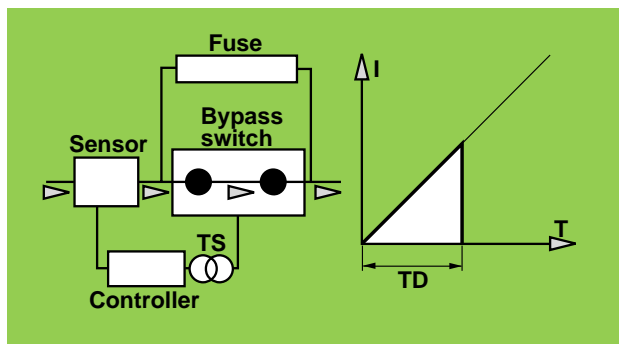 Fuse
Bypass
switch
Sensor
TS
Controller
I
T
TD